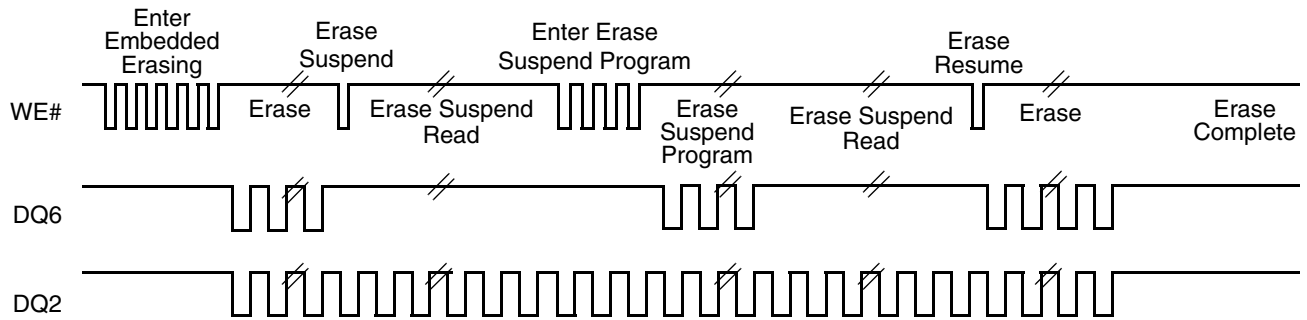 Enter
Embedded
Erasing
Erase
Suspend
Enter Erase
Suspend Program
Erase
Resume
WE#
Erase
Erase Suspend
Read
Erase
Suspend
Program
Erase Suspend
Read
Erase
Erase
Complete
DQ6
DQ2